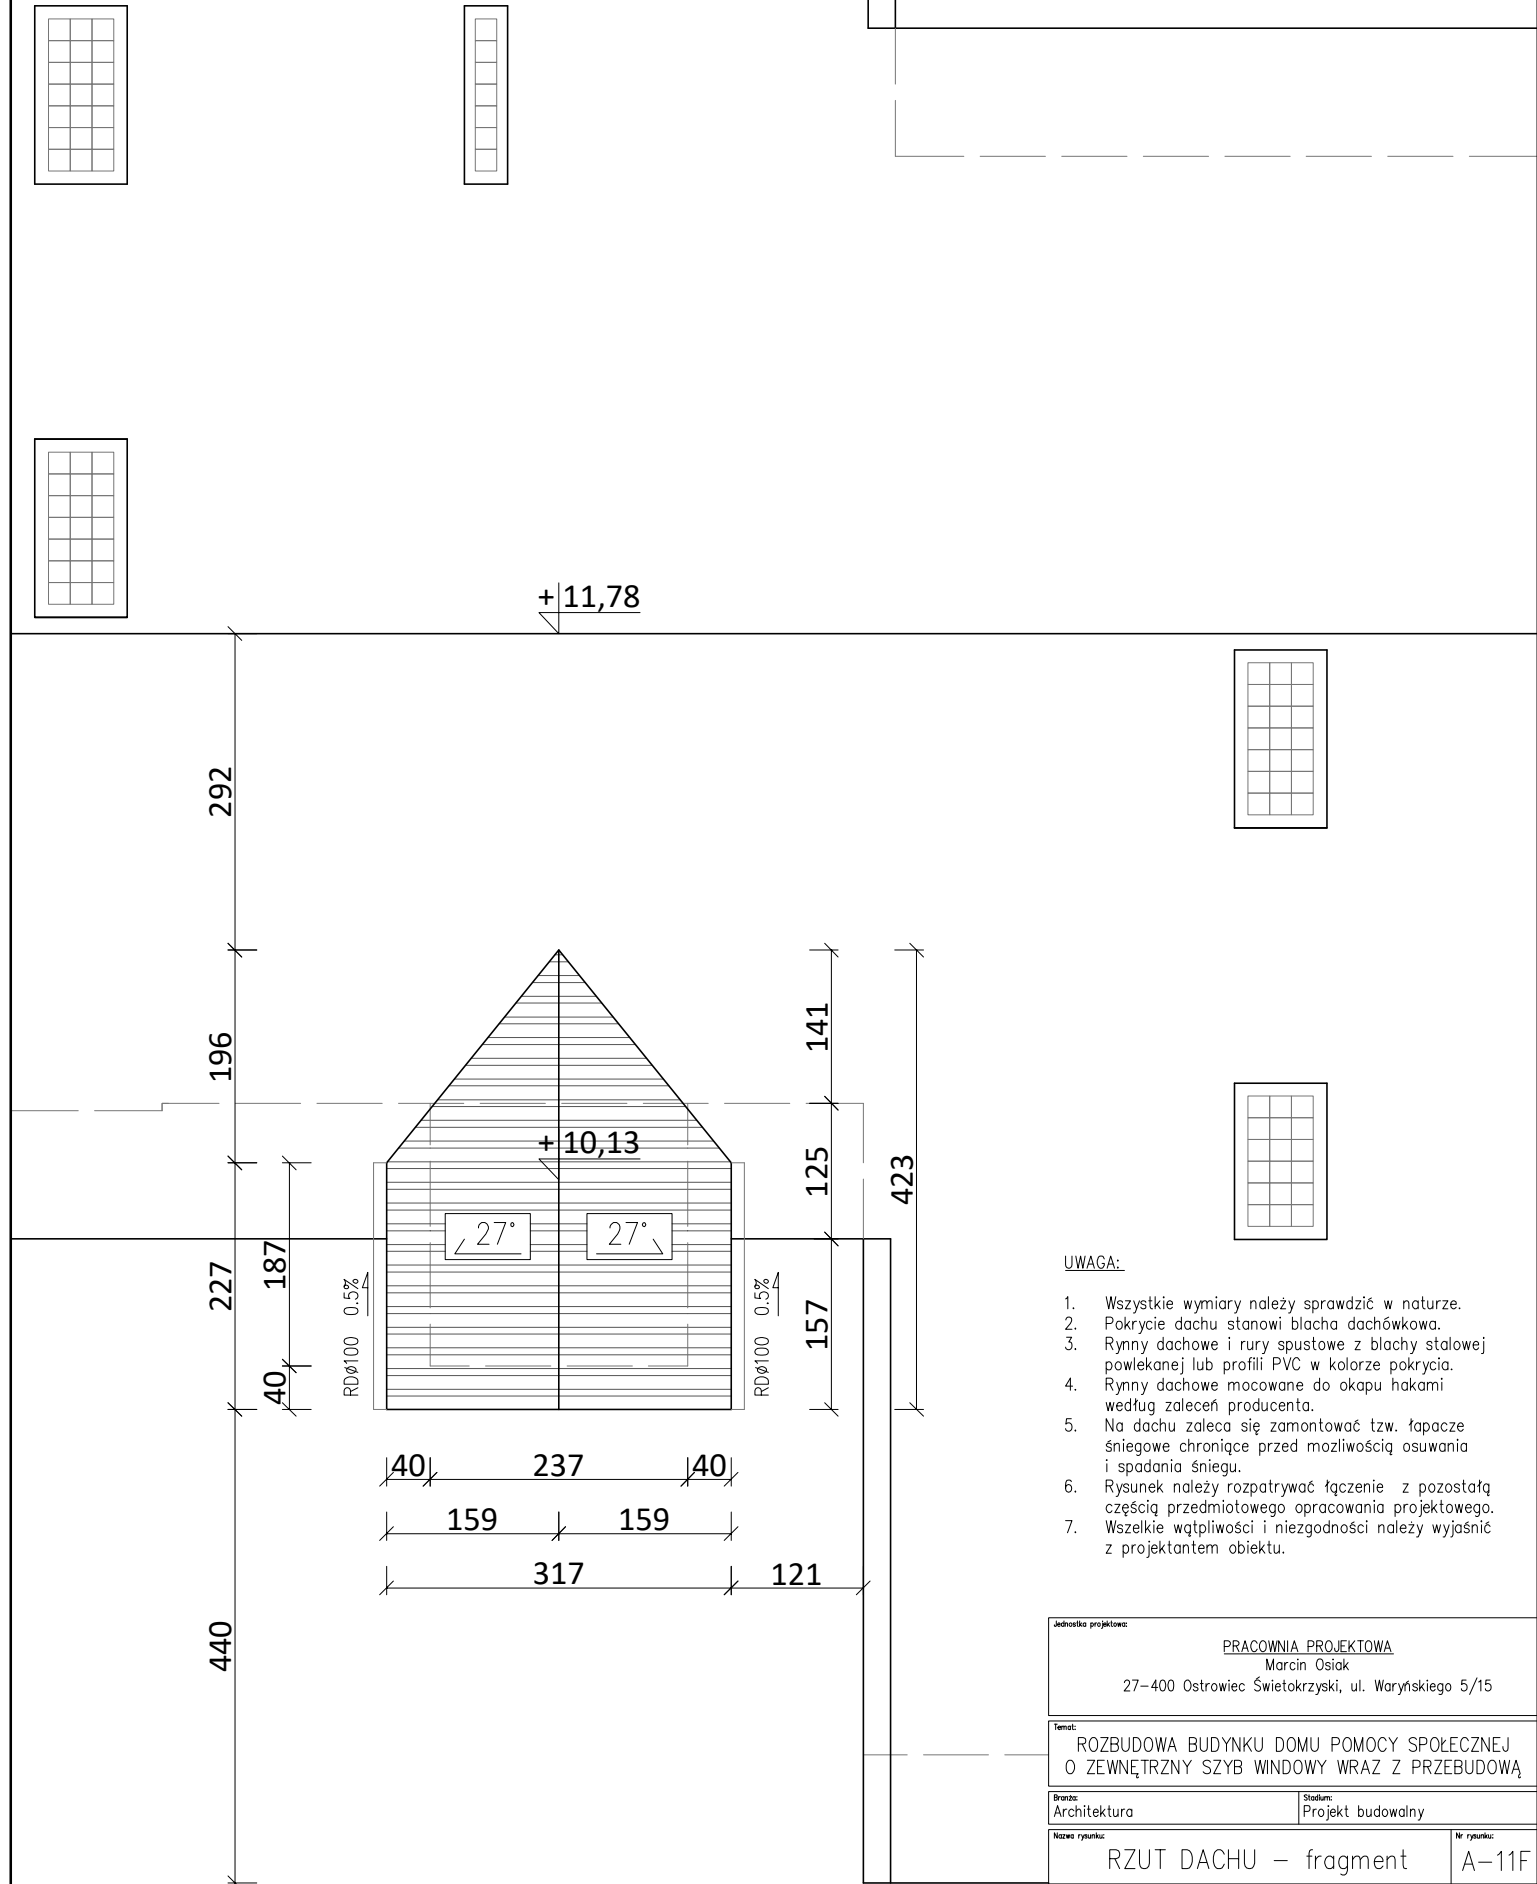 + 11,78
292
196
141
+ 10,13
125
423
27°
27°
187
227
0.5%
0.5%
157
RDø100
RDø100
40
40
237
40
159
159
317
121
440
UWAGA:
1. Wszystkie wymiary należy sprawdzić w naturze.
2. Pokrycie dachu stanowi blacha dachówkowa.
3. Rynny dachowe i rury spustowe z blachy stalowej
powlekanej lub profili PVC w kolorze pokrycia.
4. Rynny dachowe mocowane do okapu hakami
według zaleceń producenta.
5. Na dachu zaleca się zamontować tzw. łapacze
śniegowe chroniące przed mozliwością osuwania
i spadania śniegu.
6. Rysunek należy rozpatrywać łączenie z pozostałą
częścią przedmiotowego opracowania projektowego.
7. Wszelkie wątpliwości i niezgodności należy wyjaśnić
z projektantem obiektu.
Jednostka projektowa:
PRACOWNIA PROJEKTOWA
Marcin Osiak
27-400 Ostrowiec Świetokrzyski, ul. Waryńskiego 5/15
Temat:
ROZBUDOWA BUDYNKU DOMU POMOCY SPOŁECZNEJ
O ZEWNĘTRZNY SZYB WINDOWY WRAZ Z PRZEBUDOWĄ
Branża:
Architektura
Stadium:
Projekt budowalny
Nazwa rysunku:
RZUT DACHU - fragment
Nr rysunku:
A-11F